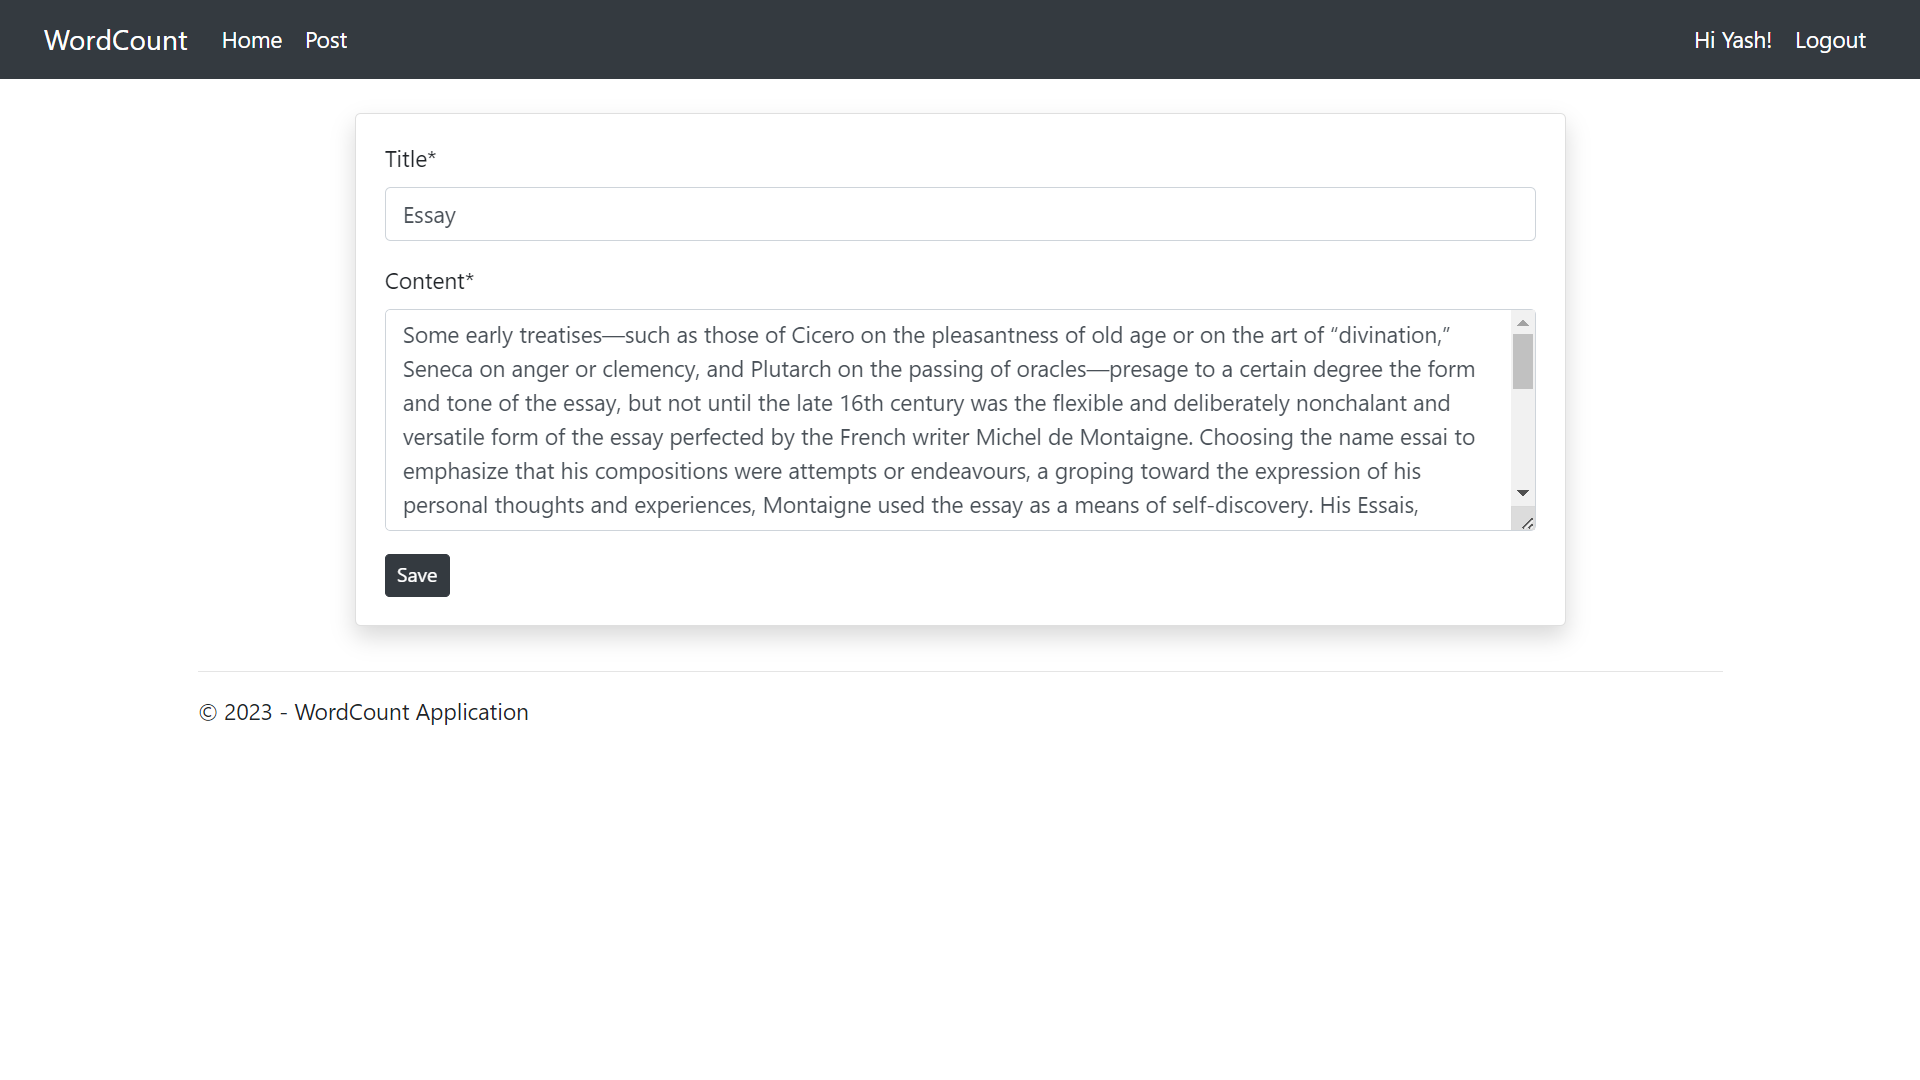 WordCount Home Post Hi Yash! Logout
Title*
Essay
Content*
Some early treatises—such as those of Cicero on the pleasantness of old age or on the art of “divination,”
Seneca on anger or clemency, and Plutarch on the passing of oracles—presage to a certain degree the form
and tone of the essay, but not until the late 16th century was the flexible and deliberately nonchalant and
versatile form of the essay perfected by the French writer Michel de Montaigne. Choosing the name essai to
emphasize that his compositions were attempts or endeavours, a groping toward the expression of his
personal thoughts and experiences, Montaigne used the essay as a means of self-discovery. His Essais,
Save
© 2023 - WordCount Application